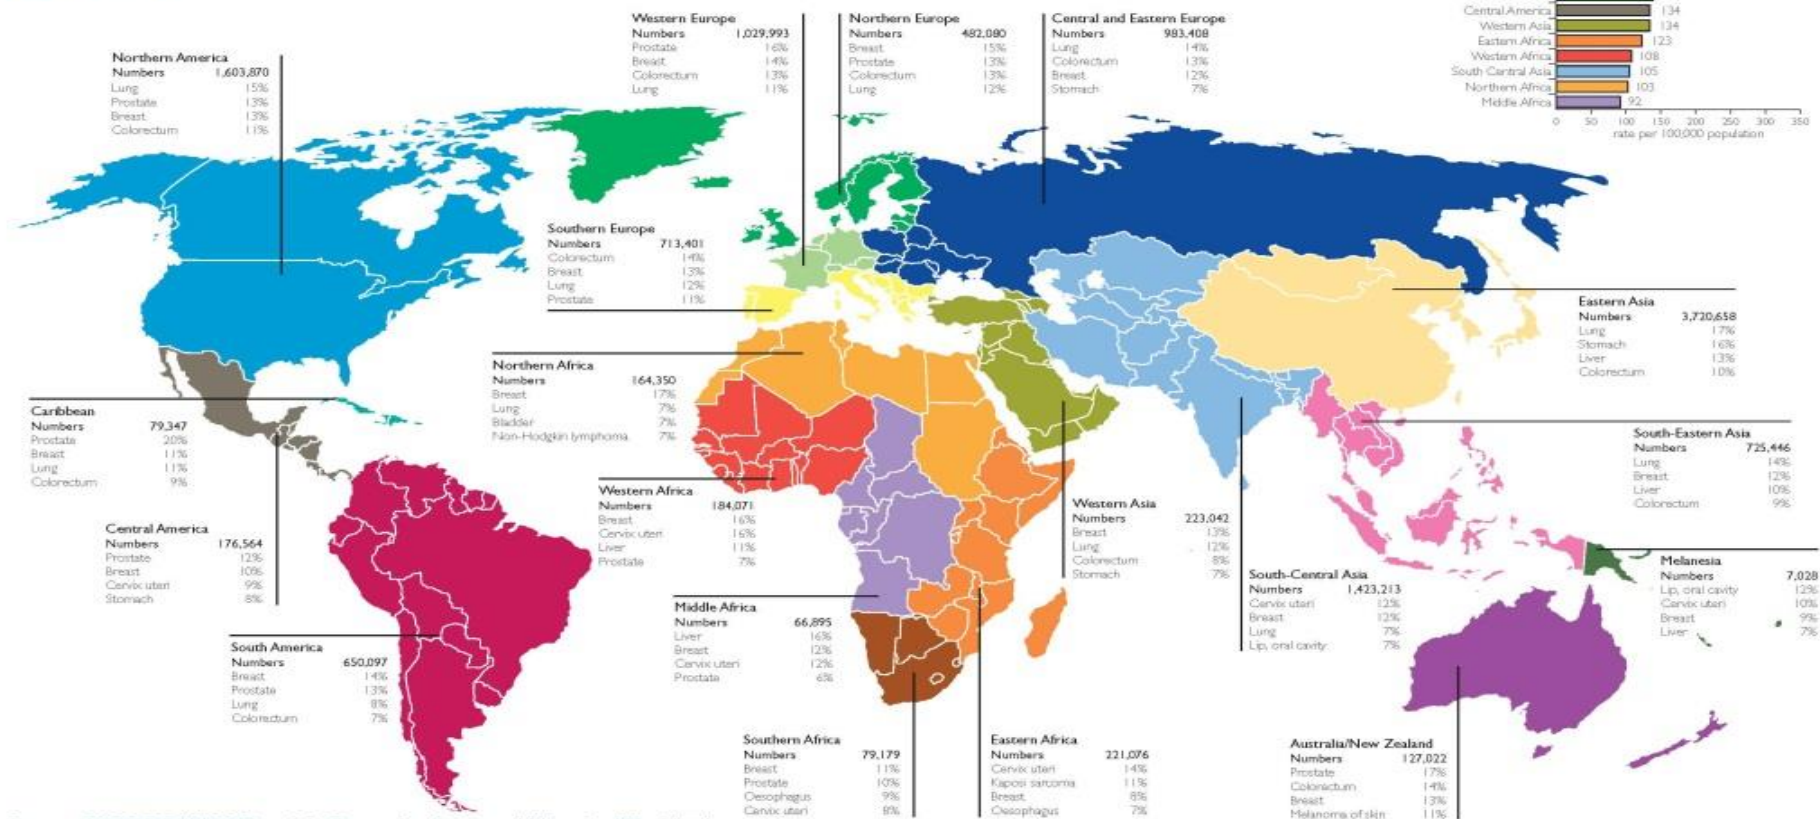 Northern America
Numbers 1,603,870
Lung 15%
Prostate 13%
Breast 13%
Colorectum 11%
Western Europe
Numbers 1,029,993
Prostate 16%
Breast 14%
Colorectum 13%
Lung 11%
Northern Europe
Numbers 482,080
Breast 15%
Prostate 13%
Colorectum 13%
Lung 12%
Central and Eastern Europe
Numbers 983,408
Lung 14%
Colorectum 13%
Breast 12%
Stomach 7%
Central America 134
Western Asia 134
Eastern Africa 123
Western Africa 108
South Central Asia 105
Northern Africa 103
Middle Africa 92
0 50 100 150 200 250 300 350
rate per 100,000 population
Southern Europe
Numbers 713,401
Colorectum 14%
Breast 13%
Lung 12%
Prostate 11%
Eastern Asia
Numbers 3,720,658
Lung 17%
Stomach 16%
Liver 13%
Colorectum 10%
Northern Africa
Numbers 164,350
Breast 17%
Lung 7%
Bladder 7%
Non-Hodgkin lymphoma 7%
Caribbean
Numbers 79,347
Prostate 20%
Breast 11%
Lung 11%
Colorectum 9%
South-Eastern Asia
Numbers 725,446
Lung 14%
Breast 12%
Liver 10%
Colorectum 9%
Western Africa
Numbers 184,071
Breast 16%
Cervix uteri 16%
Liver 11%
Prostate 7%
Western Asia
Numbers 223,042
Breast 13%
Lung 12%
Colorectum 8%
Stomach 7%
Central America
Numbers 176,564
Prostate 12%
Breast 10%
Cervix uteri 9%
Stomach 8%
South-Central Asia
Numbers 1,423,213
Cervix uteri 12%
Breast 12%
Lung 7%
Lip, oral cavity 7%
Melanesia
Numbers 7,028
Lip, oral cavity 12%
Cervix uteri 10%
Breast 9%
Liver 7%
Middle Africa
Numbers 66,895
Liver 16%
Breast 12%
Cervix uteri 12%
Prostate 6%
South America
Numbers 650,097
Breast 14%
Prostate 13%
Lung 8%
Colorectum 7%
Southern Africa
Numbers 79,179
Breast 11%
Prostate 10%
Oesophagus 9%
Cervix uteri 8%
Eastern Africa
Numbers 221,076
Cervix uteri 14%
Kaposi sarcoma 11%
Breast 8%
Oesophagus 7%
Australia/New Zealand
Numbers 127,022
Prostate 17%
Colorectum 14%
Breast 13%
Melanoma of skin 11%